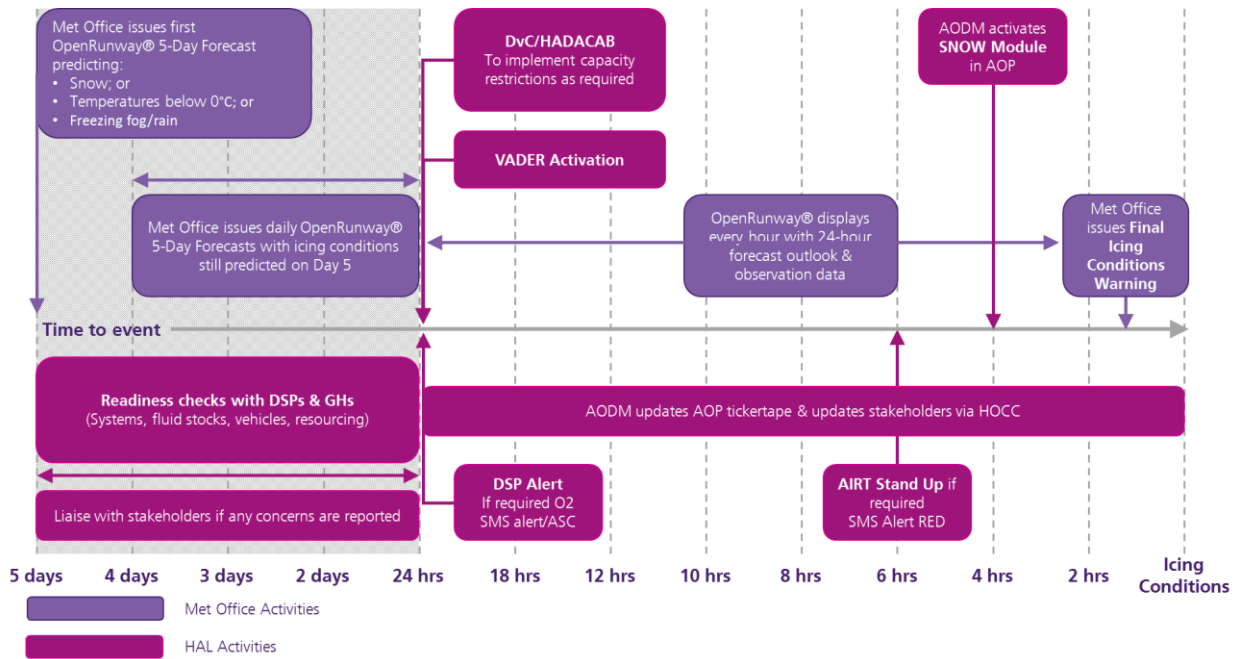 Met Office issues first
OpenRunway® 5-Day Forecast
predicting:
• Snow; or
• Temperatures below 0°C; or
• Freezing fog/rain
DvC/HADACAB
To implement capacity
restrictions as required
AODM activates
SNOW Module
in AOP
VADER Activation
Met Office issues daily OpenRunway®
5-Day Forecasts with icing conditions
still predicted on Day 5
OpenRunway® displays
every hour with 24-hour
forecast outlook &
observation data
Met Office
issues Final
Icing
Conditions
Warning
Time to event
Readiness checks with DSPs & GHs
(Systems, fluid stocks, vehicles, resourcing)
AODM updates AOP tickertape & updates stakeholders via HOCC
Liaise with stakeholders if any concerns are reported
DSP Alert
If required O2
SMS alert/ASC
AIRT Stand Up if
required
SMS Alert RED
5 days
4 days
3 days
2 days
24 hrs
18 hrs
12 hrs
10 hrs
8 hrs
6 hrs
4 hrs
2 hrs
Icing
Conditions
Met Office Activities
HAL Activities